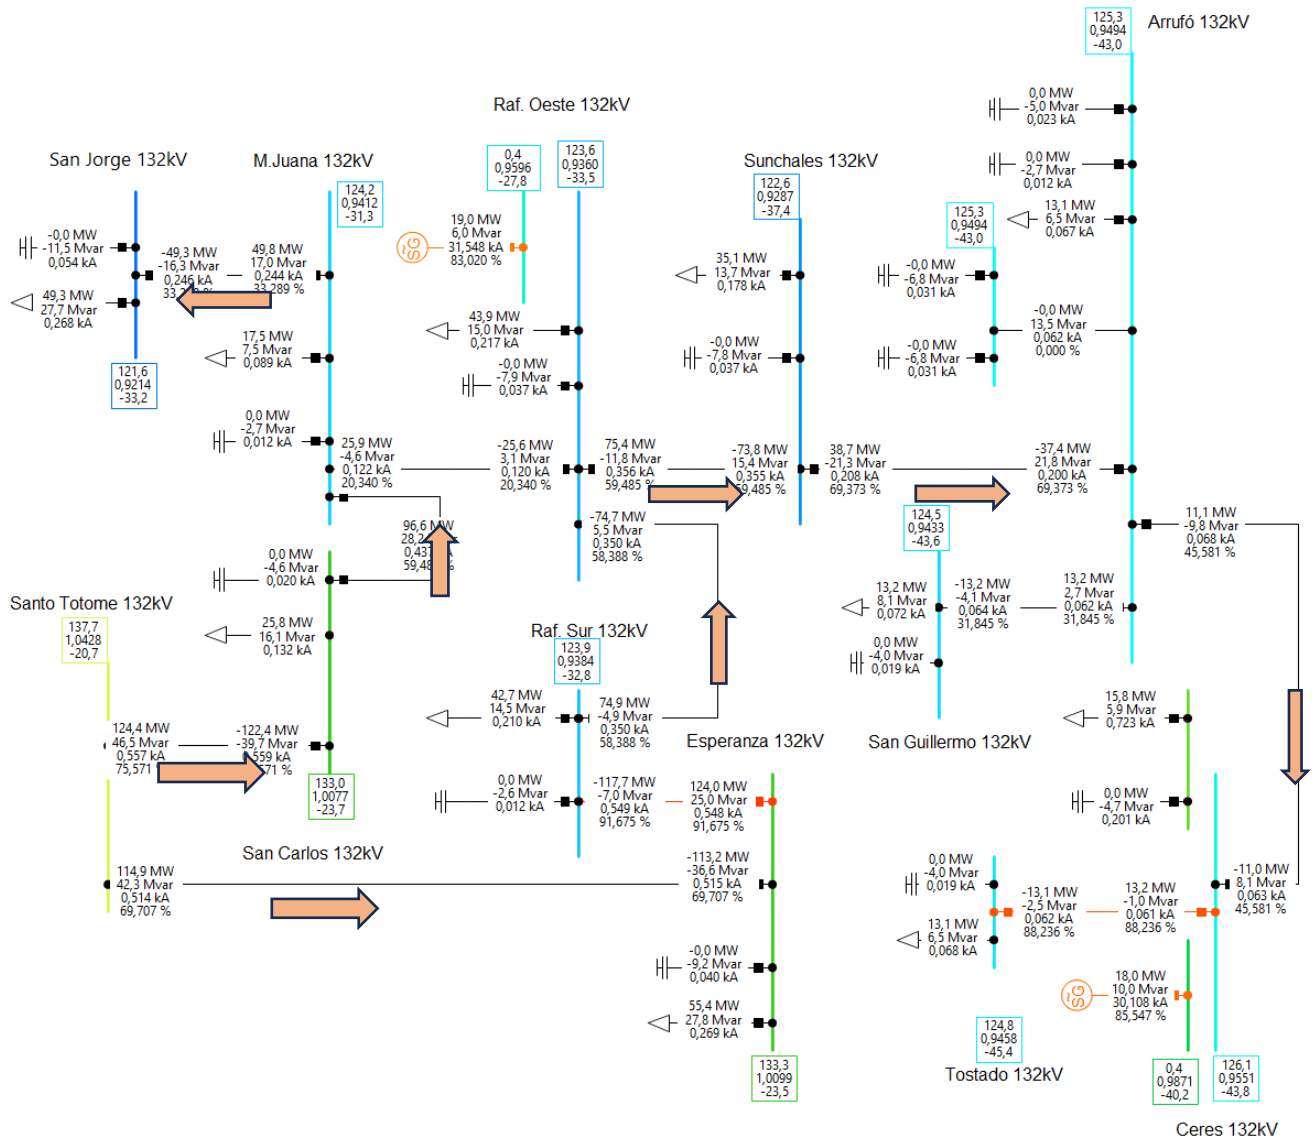 125,3
0,9494
-43,0
Arrufó 132kV
0,0 MW
-5,0 Mvar
0,023 kA
0,0 MW
-2,7 Mvar
0,012 kA
13,1 MW
6,5 Mvar
0,067 kA
125,3
0,9494
-43,0
-0,0 MW
-6,8 Mvar
0,031 kA
-0,0 MW
-6,8 Mvar
0,031 kA
-0,0 MW
13,5 Mvar
0,062 kA
0,000 %
San Jorge 132kV
-0,0 MW
-11,5 Mvar
0,054 kA
49,3 MW
27,7 Mvar
0,268 kA
-49,3 MW
-16,3 Mvar
0,246 kA
121,6
0,9214
-33,2
M.Juana 132kV
124,2
0,9412
-31,3
49,8 MW
17,0 Mvar
0,244 kA
33,289 %
17,5 MW
7,5 Mvar
0,089 kA
0,0 MW
-2,7 Mvar
0,012 kA
25,9 MW
-4,6 Mvar
0,122 kA
20,340 %
Raf. Oeste 132kV
0,4
0,9596
-27,8
123,6
0,9360
-33,5
19,0 MW
6,0 Mvar
31,548 kA
83,020 %
SG
43,9 MW
15,0 Mvar
0,217 kA
-0,0 MW
-7,9 Mvar
0,037 kA
-25,6 MW
3,1 Mvar
0,120 kA
20,340 %
75,4 MW
-11,8 Mvar
0,356 kA
59,485 %
-74,7 MW
5,5 Mvar
0,350 kA
58,388 %
Sunchales 132kV
122,6
0,9287
-37,4
35,1 MW
13,7 Mvar
0,178 kA
-0,0 MW
-7,8 Mvar
0,037 kA
-73,8 MW
15,4 Mvar
0,355 kA
59,485 %
38,7 MW
-21,3 Mvar
0,208 kA
69,373 %
-37,4 MW
21,8 Mvar
0,200 kA
69,373 %
11,1 MW
-9,8 Mvar
0,068 kA
45,581 %
124,5
0,9433
-43,6
13,2 MW
8,1 Mvar
0,072 kA
0,0 MW
-4,0 Mvar
0,019 kA
-13,2 MW
-4,1 Mvar
0,064 kA
31,845 %
13,2 MW
2,7 Mvar
0,062 kA
31,845 %
San Guillermo 132kV
96,6
28,2
Santo Totome 132kV
137,7
1,0428
-20,7
0,0 MW
-4,6 Mvar
0,020 kA
25,8 MW
16,1 Mvar
0,132 kA
124,4 MW
46,5 Mvar
0,557 kA
75,571 %
-122,4 MW
-39,7 Mvar
133,0
1,0077
-23,7
San Carlos 132kV
114,9 MW
42,3 Mvar
0,514 kA
69,707 %
Raf. Sur 132kV
123,9
0,9384
-32,8
42,7 MW
14,5 Mvar
0,210 kA
74,9 MW
-4,9 Mvar
0,350 kA
58,388 %
0,0 MW
-2,6 Mvar
0,012 kA
-117,7 MW
-7,0 Mvar
0,549 kA
91,675 %
Esperanza 132kV
124,0 MW
25,0 Mvar
0,548 kA
91,675 %
-113,2 MW
-36,6 Mvar
0,515 kA
69,707 %
-0,0 MW
-9,2 Mvar
0,040 kA
55,4 MW
27,8 Mvar
0,269 kA
133,3
1,0099
-23,5
15,8 MW
5,9 Mvar
0,723 kA
0,0 MW
-4,7 Mvar
0,201 kA
0,0 MW
-4,0 Mvar
0,019 kA
13,1 MW
6,5 Mvar
0,068 kA
-13,1 MW
-2,5 Mvar
0,062 kA
88,236 %
13,2 MW
-1,0 Mvar
0,061 kA
88,236 %
-11,0 MW
8,1 Mvar
0,063 kA
45,581 %
SG
18,0 MW
10,0 Mvar
30,108 kA
85,547 %
124,8
0,9458
-45,4
Tostado 132kV
0,4
0,9871
-40,2
126,1
0,9551
-43,8
Ceres 132kV